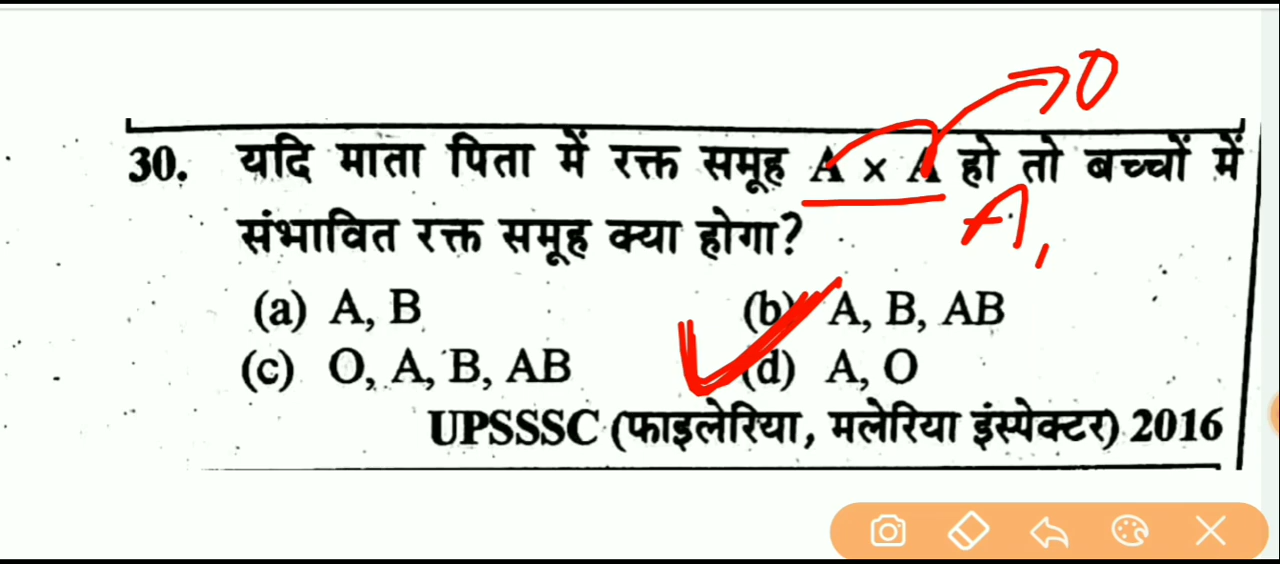 O
30. यदि माता पिता में रक्त समूह A × A हो तो बच्चों में
A,
संभावित रक्त समूह क्या होगा?
(a) A, B (b) A, B, AB
(c) O, A, B, AB (d) A, O
UPSSSC (फाइलेरिया, मलेरिया इंस्पेक्टर) 2016